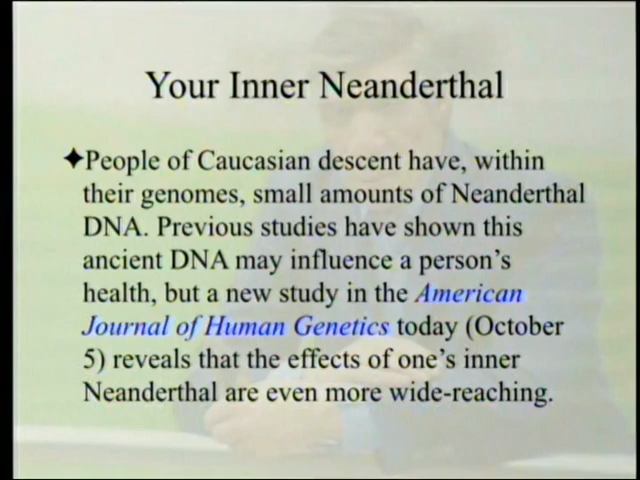 Your Inner Neanderthal
✦People of Caucasian descent have, within
their genomes, small amounts of Neanderthal
DNA. Previous studies have shown this
ancient DNA may influence a person's
health, but a new study in the American
Journal of Human Genetics today (October
5) reveals that the effects of one's inner
Neanderthal are even more wide-reaching.